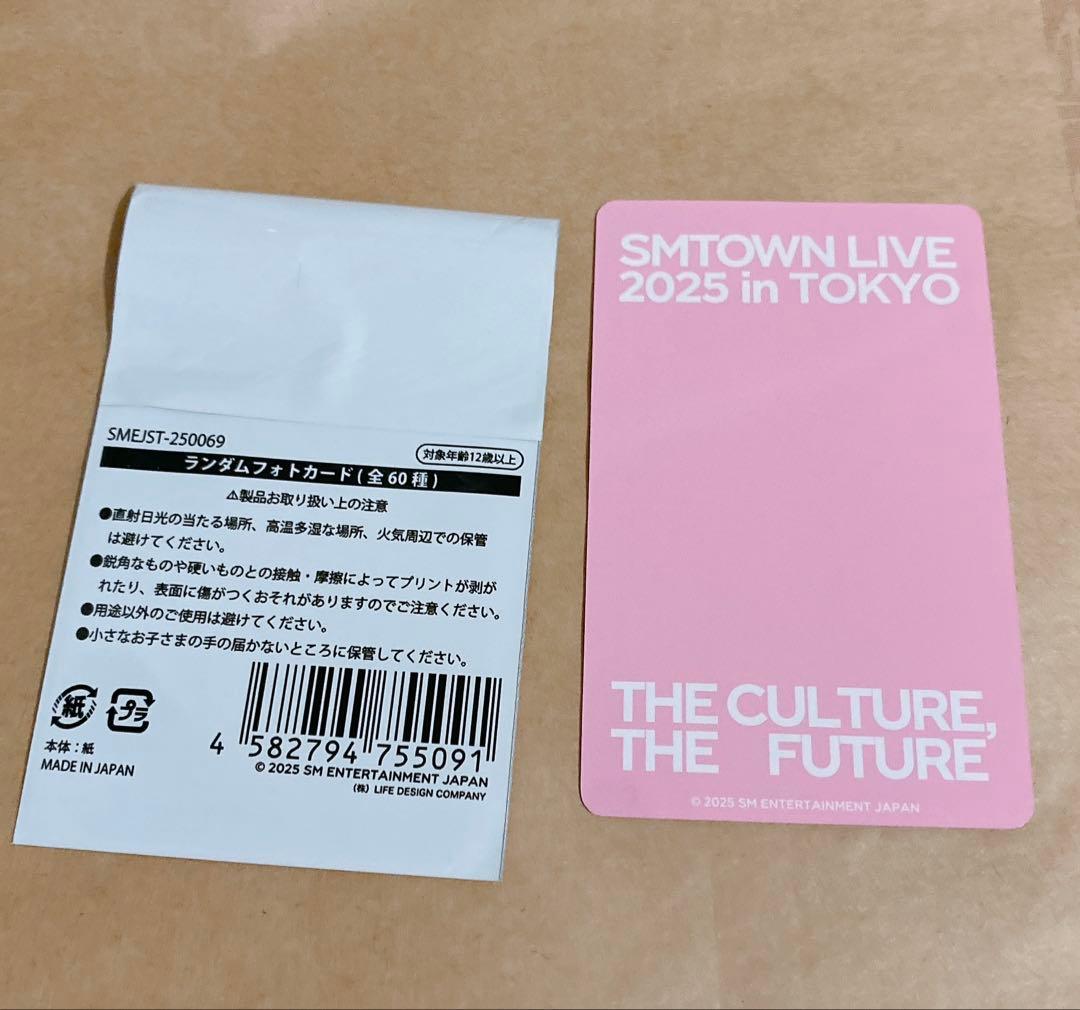 SMEJST-250069
対象年齢12歳以上
ランダムフォトカード(全60種)
⚠製品お取り扱い上の注意
●直射日光の当たる場所、高温多湿な場所、火気周辺での保管
は避けてください。
●鋭角なものや硬いものとの接触・摩擦によってプリントが剥が
れたり、表面に傷がつくおそれがありますのでご注意ください。
●用途以外のご使用は避けてください。
●小さなお子さまの手の届かないところに保管してください。
紙
プラ
本体:紙
MADE IN JAPAN
4 582794 755091
© 2025 SM ENTERTAINMENT JAPAN
(株) LIFE DESIGN COMPANY
SMTOWN LIVE
2025 in TOKYO
THE CULTURE,
THE FUTURE
© 2025 SM ENTERTAINMENT JAPAN